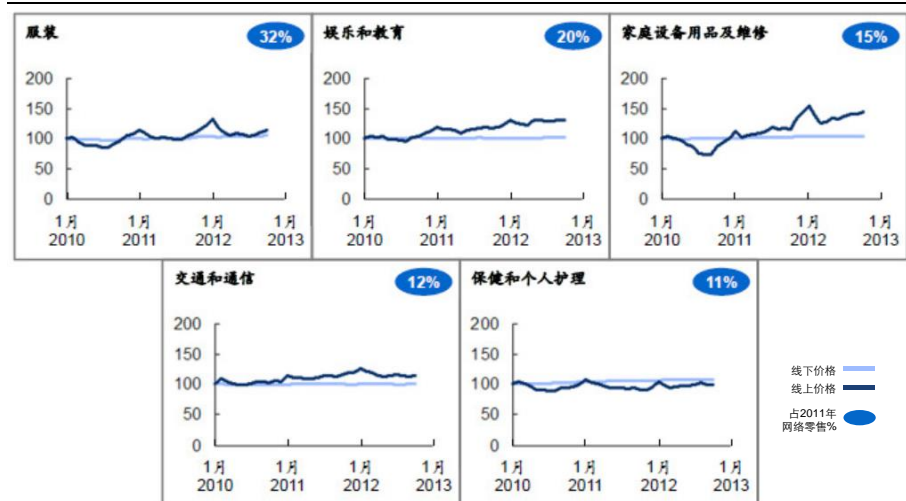 服装
32%
200
150
100
50
0
1月
2010
1月
2011
1月
2012
1月
2013
娱乐和教育
20%
200
150
100
50
0
1月
2010
1月
2011
1月
2012
1月
2013
家庭设备用品及维修
15%
200
150
100
50
0
1月
2010
1月
2011
1月
2012
1月
2013
交通和通信
12%
200
150
100
50
0
1月
2010
1月
2011
1月
2012
1月
2013
保健和个人护理
11%
200
150
100
50
0
1月
2010
1月
2011
1月
2012
1月
2013
线下价格
线上价格
占2011年
网络零售%